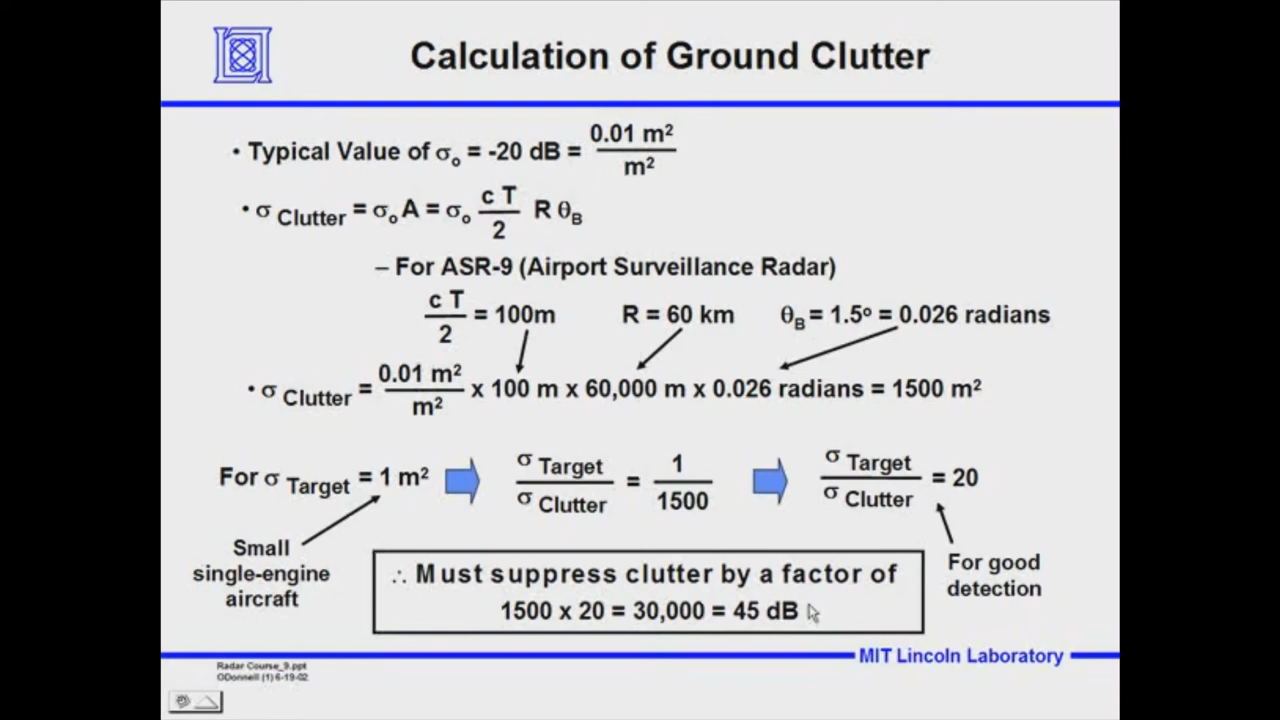 Calculation of Ground Clutter
• Typical Value of σo = -20 dB = 0.01 m² / m²
• σ Clutter = σo A = σo c T / 2 R θB
– For ASR-9 (Airport Surveillance Radar)
c T / 2 = 100m R = 60 km θB = 1.5º = 0.026 radians
• σ Clutter = 0.01 m² / m² x 100 m x 60,000 m x 0.026 radians = 1500 m²
For σ Target = 1 m² σ Target / σ Clutter = 1 / 1500 σ Target / σ Clutter = 20
Small
single-engine
aircraft
For good
detection
∴ Must suppress clutter by a factor of
1500 x 20 = 30,000 = 45 dB
MIT Lincoln Laboratory
Radar Course_9.ppt
ODonnell (1) 6-19-02